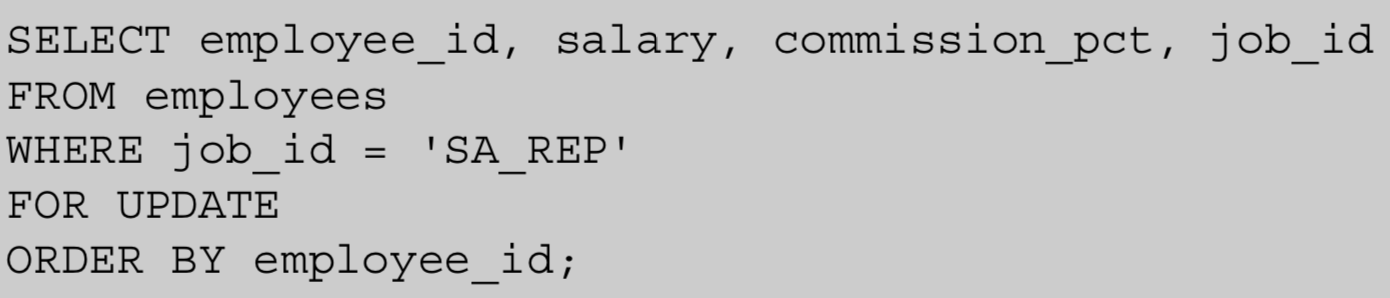 SELECT employee_id, salary, commission_pct, job_id
FROM employees
WHERE job_id = 'SA_REP'
FOR UPDATE
ORDER BY employee_id;